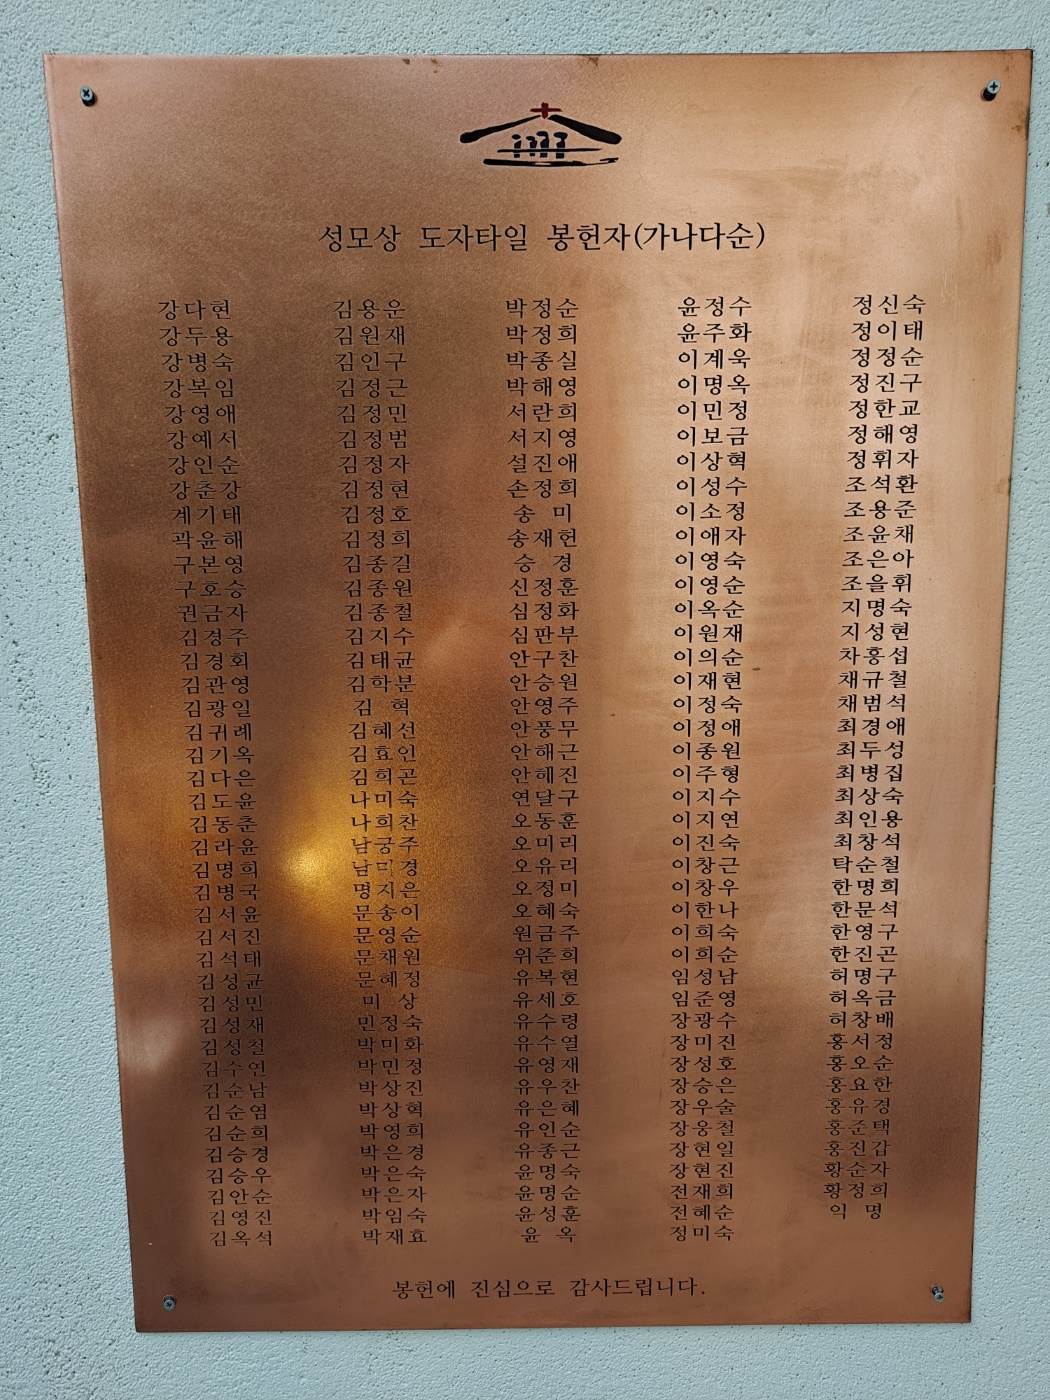 성모상 도자타일 봉헌자(가나다순)
강다현
강두용
강병숙
강복임
강영애
강예서
강인순
강춘강
계기태
곽윤해
구본영
구호승
권금자
김경주
김경회
김관영
김광일
김귀례
김기옥
김다은
김도윤
김동춘
김라윤
김명희
김병국
김서윤
김서진
김석태
김성균
김성민
김성재
김성철
김수연
김순남
김순염
김순희
김승경
김승우
김안순
김영진
김옥석
김용운
김원재
김인구
김정근
김정민
김정범
김정자
김정현
김정호
김정희
김종길
김종원
김종철
김지수
김태균
김학분
김 혁
김혜선
김효인
김희곤
나미숙
나희찬
남궁주
남미경
명지은
문송이
문영순
문채원
문혜정
미 상
민정숙
박미화
박민정
박상진
박상혁
박영희
박은경
박은숙
박은자
박임숙
박재효
박정순
박정희
박종실
박해영
서란희
서지영
설진애
손정희
송 미
송재헌
승 경
신정훈
심정화
심판부
안구찬
안승원
안영주
안풍무
안해근
안혜진
연달구
오동훈
오미리
오유리
오정미
오혜숙
원금주
위준희
유복현
유세호
유수령
유수열
유영재
유우찬
유은혜
유인순
유종근
윤명숙
윤명순
윤성훈
윤 옥
윤정수
윤주화
이계욱
이명옥
이민정
이보금
이상혁
이성수
이소정
이애자
이영숙
이영순
이옥순
이원재
이의순
이재현
이정숙
이정애
이종원
이주형
이지수
이지연
이진숙
이창근
이창우
이한나
이희숙
이희순
임성남
임준영
장광수
장미진
장성호
장승은
장우술
장웅철
장현일
장현진
전재희
전혜순
정미숙
정신숙
정이태
정정순
정진구
정한교
정해영
정휘자
조석환
조용준
조윤채
조은아
조을휘
지명숙
지성현
차홍섭
채규철
채범석
최경애
최두성
최병집
최상숙
최인용
최창석
탁순철
한명희
한문석
한영구
한진곤
허명구
허옥금
허창배
홍서정
홍오순
홍요한
홍유경
홍준택
홍진갑
황순자
황정희
익 명
봉헌에 진심으로 감사드립니다.